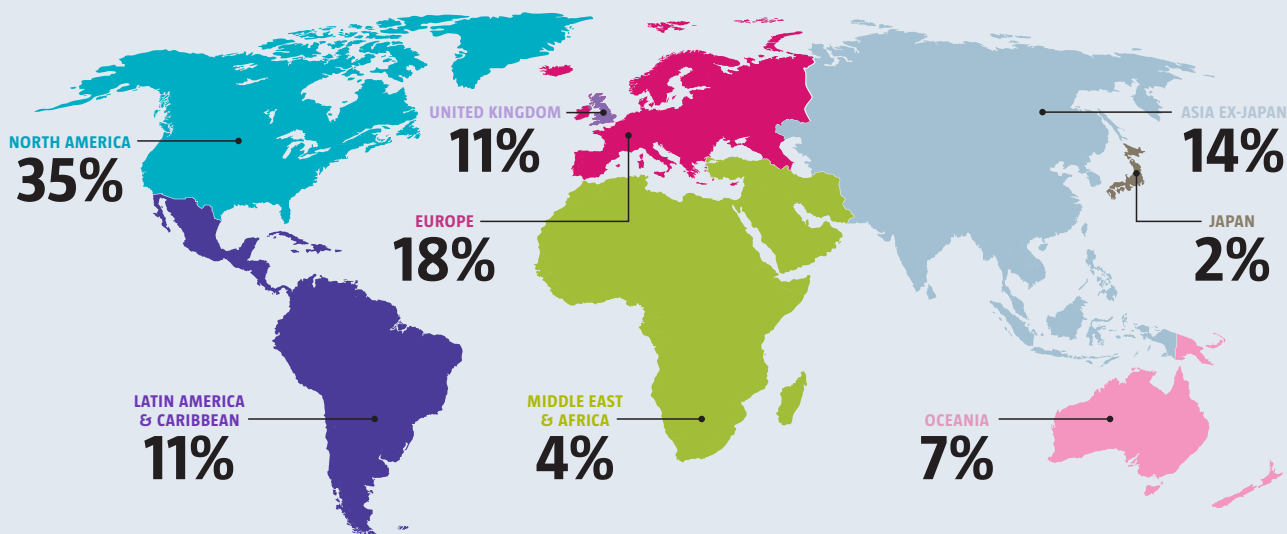 NORTH AMERICA
35%
UNITED KINGDOM
11%
EUROPE
18%
ASIA EX-JAPAN
14%
JAPAN
2%
LATIN AMERICA
& CARIBBEAN
11%
MIDDLE EAST
& AFRICA
4%
OCEANIA
7%